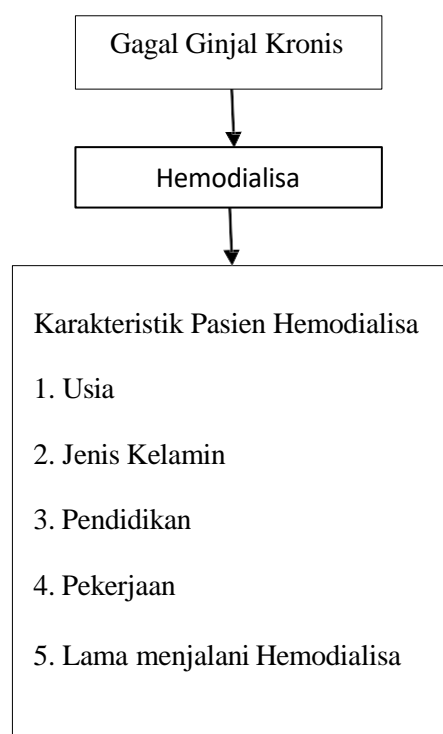 Gagal Ginjal Kronis
Hemodialisa
Karakteristik Pasien Hemodialisa
1. Usia
2. Jenis Kelamin
3. Pendidikan
4. Pekerjaan
5. Lama menjalani Hemodialisa